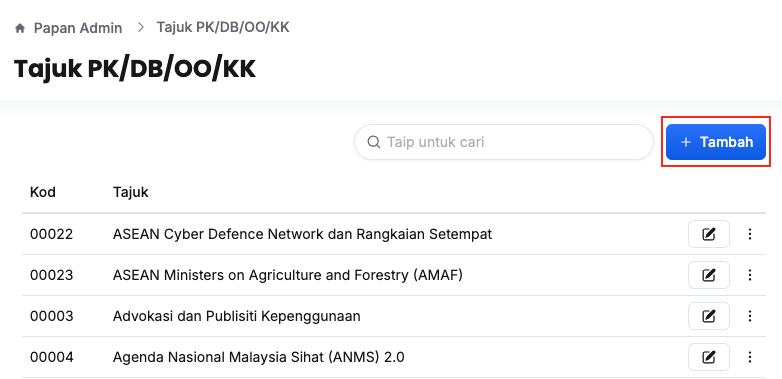 Papan Admin > Tajuk PK/DB/OO/KK
Tajuk PK/DB/OO/KK
Taip untuk cari
+ Tambah
Kod Tajuk
00022 ASEAN Cyber Defence Network dan Rangkaian Setempat
00023 ASEAN Ministers on Agriculture and Forestry (AMAF)
00003 Advokasi dan Publisiti Kepenggunaan
00004 Agenda Nasional Malaysia Sihat (ANMS) 2.0